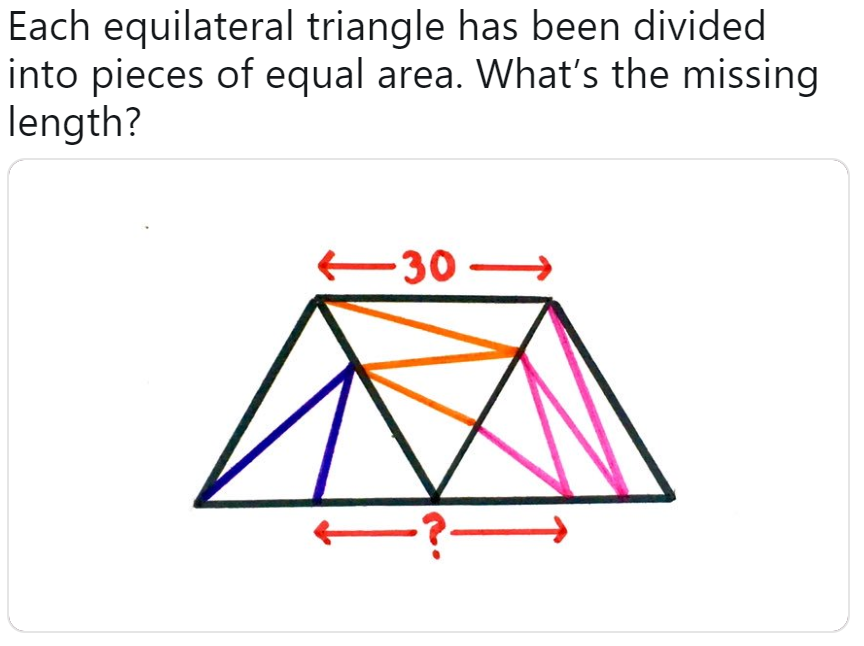 Each equilateral triangle has been divided
into pieces of equal area. What’s the missing
length?
30
?